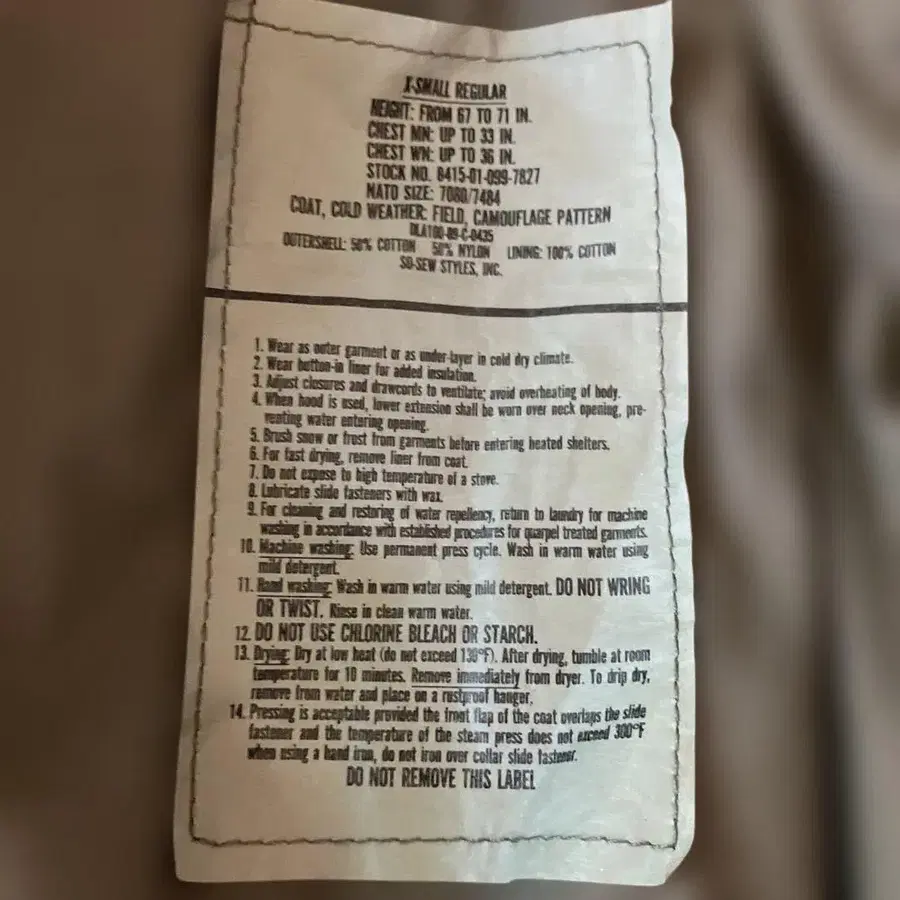 X-SMALL REGULAR
HEIGHT: FROM 67 TO 71 IN.
CHEST MN: UP TO 33 IN.
CHEST WN: UP TO 36 IN.
STOCK NO. 8415-01-099-7827
NATO SIZE: 7080/7484
COAT, COLD WEATHER: FIELD, CAMOUFLAGE PATTERN
DLA100-89-C-0435
OUTERSHELL: 50% COTTON 50% NYLON LINING: 100% COTTON
SO-SEW STYLES, INC.
1. Wear as outer garment or as under-layer in cold dry climate.
2. Wear button-in liner for added insulation.
3. Adjust closures and drawcords to ventilate; avoid overheating of body.
4. When hood is used, lower extension shall be worn over neck opening, pre-
venting water entering opening.
5. Brush snow or frost from garments before entering heated shelters.
6. For fast drying, remove liner from coat.
7. Do not expose to high temperature of a stove.
8. Lubricate slide fasteners with wax.
9. For cleaning and restoring of water repellency, return to laundry for machine
washing in accordance with established procedures for quarpel treated garments.
10. Machine washing: Use permanent press cycle. Wash in warm water using
mild detergent.
11. Hand washing: Wash in warm water using mild detergent. DO NOT WRING
OR TWIST. Rinse in clean warm water.
12. DO NOT USE CHLORINE BLEACH OR STARCH.
13. Drying: Dry at low heat (do not exceed 130°F). After drying, tumble at room
temperature for 10 minutes. Remove immediately from dryer. To drip dry,
remove from water and place on a rustproof hanger.
14. Pressing is acceptable provided the front flap of the coat overlaps the slide
fastener and the temperature of the steam press does not exceed 300°F
when using a hand iron, do not iron over collar slide fastener.
DO NOT REMOVE THIS LABEL